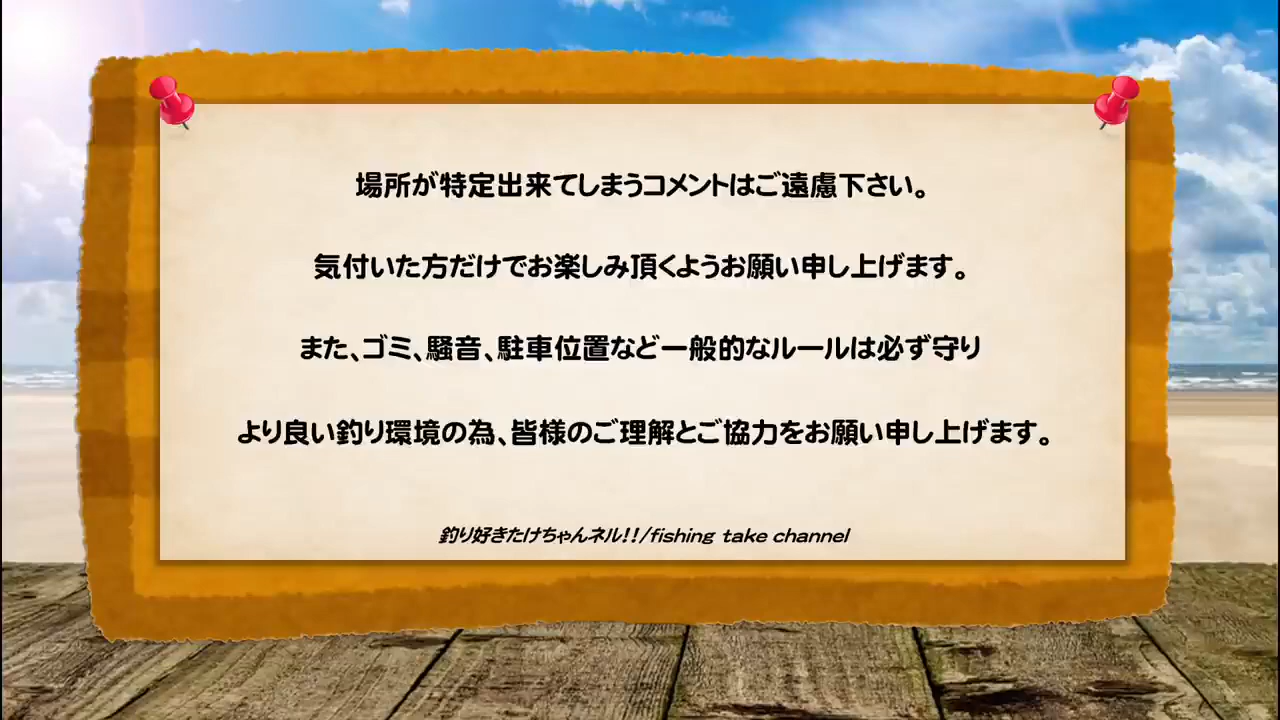 場所が特定出来てしまうコメントはご遠慮下さい。
気付いた方だけでお楽しみ頂くようお願い申し上げます。
また、ゴミ、騒音、駐車位置など一般的なルールは必ず守り
より良い釣り環境の為、皆様のご理解とご協力をお願い申し上げます。
釣り好きたけちゃんネル!!/fishing take channel